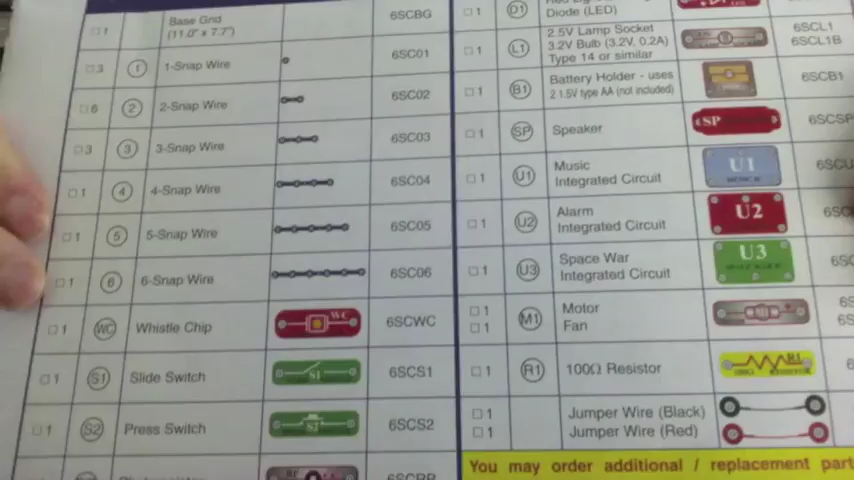 □ 1 Base Grid (11.0" x 7.7") 6SCBG
□ 3 1 1-Snap Wire 6SC01
□ 6 2 2-Snap Wire 6SC02
□ 3 3 3-Snap Wire 6SC03
□ 1 4 4-Snap Wire 6SC04
□ 1 5 5-Snap Wire 6SC05
□ 1 6 6-Snap Wire 6SC06
□ 1 WC Whistle Chip WC 6SCWC
□ 1 S1 Slide Switch S1 6SCS1
□ 1 S2 Press Switch S2 6SCS2
□ 1 D1
Diode (LED)
□ 1 L1 2.5V Lamp Socket 6SCL1
3.2V Bulb (3.2V, 0.2A) 6SCL1B
Type 14 or similar
□ 1 B1 Battery Holder - uses 6SCB1
2 1.5V type AA (not included)
□ 1 SP Speaker SP 6SCSP
□ 1 U1 Music U1
Integrated Circuit
□ 1 U2 Alarm U2
Integrated Circuit
□ 1 U3 Space War U3
Integrated Circuit
□ 1 M1 Motor
□ 1 Fan
□ 1 R1 100Ω Resistor R1
□ 1 Jumper Wire (Black)
□ 1 Jumper Wire (Red)
You may order additional / replacement